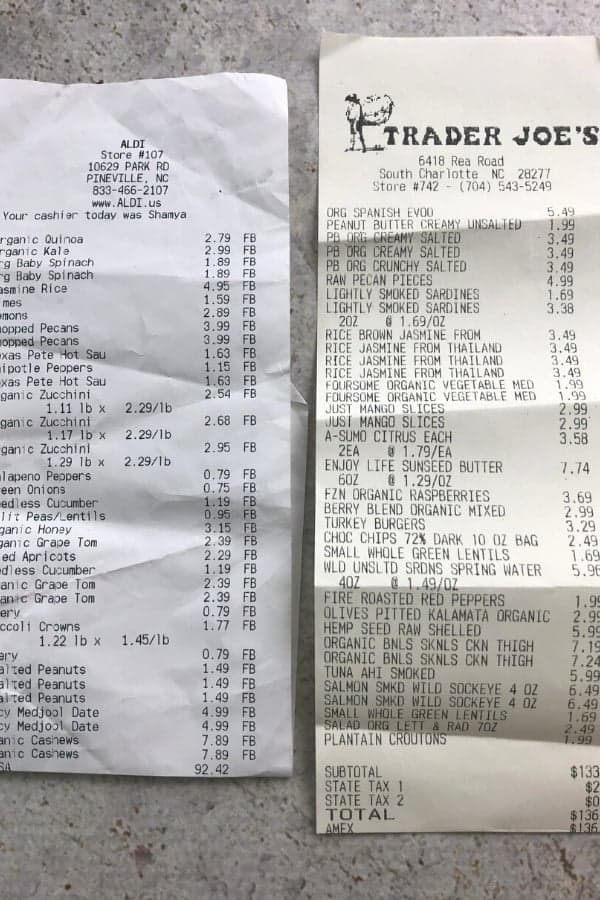 ALDI
Store #107
10629 PARK RD
PINEVILLE, NC
833-466-2107
www.ALDI.us
Your cashier today was Shamya
rganic Quinoa 2.79 FB
rganic Kale 2.99 FB
rg Baby Spinach 1.89 FB
rg Baby Spinach 1.89 FB
asmine Rice 4.95 FB
mes 1.59 FB
emons 2.89 FB
hopped Pecans 3.99 FB
hopped Pecans 3.99 FB
exas Pete Hot Sau 1.63 FB
hipotle Peppers 1.15 FB
exas Pete Hot Sau 1.63 FB
ganic Zucchini 2.54 FB
1.11 lb x 2.29/lb
ganic Zucchini 2.68 FB
1.17 lb x 2.29/lb
ganic Zucchini 2.95 FB
1.29 lb x 2.29/lb
lapeno Peppers 0.79 FB
een Onions 0.75 FB
eedless Cucumber 1.19 FB
lit Peas/Lentils 0.95 FB
ganic Honey 3.15 FB
ganic Grape Tom 2.39 FB
ied Apricots 2.29 FB
dless Cucumber 1.19 FB
anic Grape Tom 2.39 FB
anic Grape Tom 2.39 FB
ery 0.79 FB
ccoli Crowns 1.77 FB
1.22 lb x 1.45/lb
ery 0.79 FB
alted Peanuts 1.49 FB
alted Peanuts 1.49 FB
alted Peanuts 1.49 FB
cy Medjool Date 4.99 FB
cy Medjool Date 4.99 FB
anic Cashews 7.89 FB
anic Cashews 7.89 FB
SA 92.42
TRADER JOE'S
6418 Rea Road
South Charlotte NC 28277
Store #742 - (704) 543-5249
ORG SPANISH EVOO 5.49
PEANUT BUTTER CREAMY UNSALTED 1.99
PB ORG CREAMY SALTED 3.49
PB ORG CREAMY SALTED 3.49
PB ORG CRUNCHY SALTED 3.49
RAW PECAN PIECES 4.99
LIGHTLY SMOKED SARDINES 1.69
LIGHTLY SMOKED SARDINES 3.38
2OZ @ 1.69/OZ
RICE BROWN JASMINE FROM 3.49
RICE JASMINE FROM THAILAND 3.49
RICE JASMINE FROM THAILAND 3.49
RICE JASMINE FROM THAILAND 3.49
FOURSOME ORGANIC VEGETABLE MED 1.99
FOURSOME ORGANIC VEGETABLE MED 1.99
JUST MANGO SLICES 2.99
JUST MANGO SLICES 2.99
A-SUMO CITRUS EACH 3.58
2EA @ 1.79/EA
ENJOY LIFE SUNSEED BUTTER 7.74
6OZ @ 1.29/OZ
FZN ORGANIC RASPBERRIES 3.69
BERRY BLEND ORGANIC MIXED 2.99
TURKEY BURGERS 3.29
CHOC CHIPS 72% DARK 10 OZ BAG 2.49
SMALL WHOLE GREEN LENTILS 1.69
WLD UNSLTD SRDNS SPRING WATER 5.96
4OZ @ 1.49/OZ
FIRE ROASTED RED PEPPERS 1.99
OLIVES PITTED KALAMATA ORGANIC 2.99
HEMP SEED RAW SHELLED 5.99
ORGANIC BNLS SKNLS CKN THIGH 7.19
ORGANIC BNLS SKNLS CKN THIGH 7.24
TUNA AHI SMOKED 5.99
SALMON SMKD WILD SOCKEYE 4 OZ 6.49
SALMON SMKD WILD SOCKEYE 4 OZ 6.49
SMALL WHOLE GREEN LENTILS 1.69
SALAD ORG LETT & RAD 7OZ 2.49
PLANTAIN CROUTONS 1.99
SUBTOTAL $133
STATE TAX 1 $2
STATE TAX 2 $0
TOTAL $136
AMEX $136